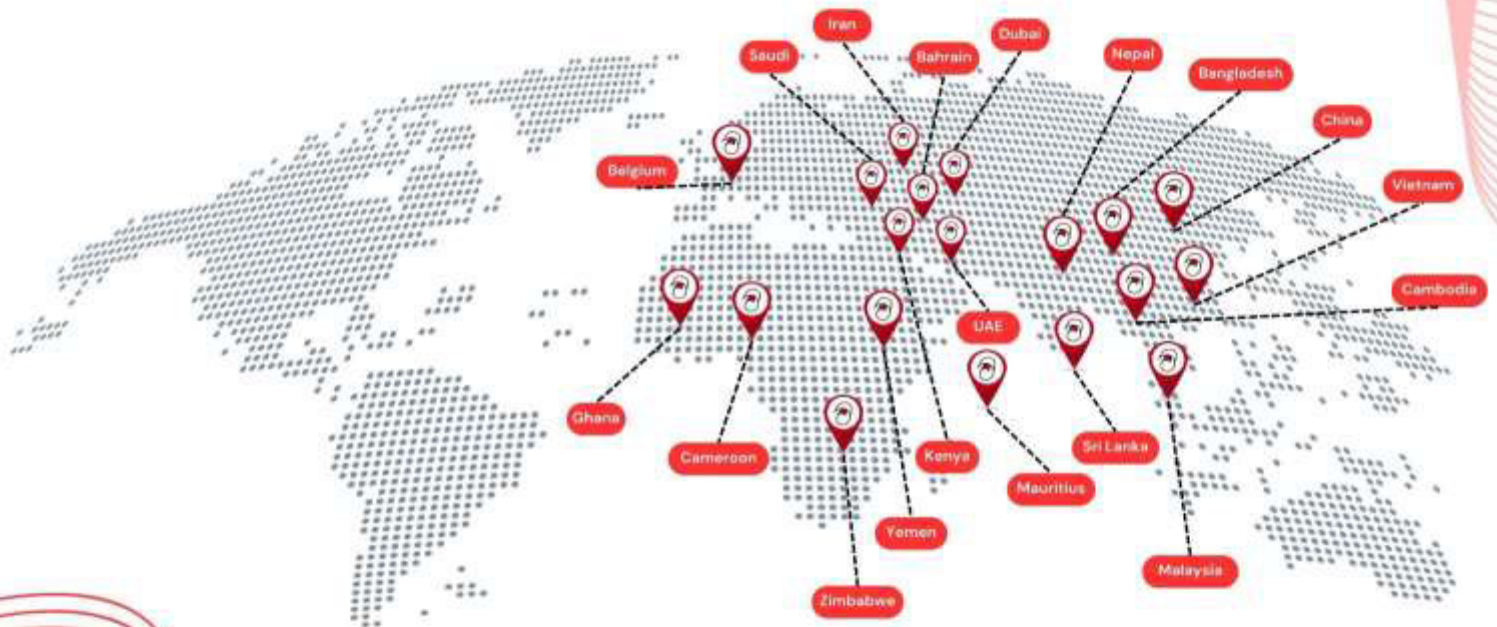 Iran
Dubai
Saudi
Bahrain
Nepal
Bangladesh
China
Belgium
Vietnam
Cambodia
UAE
Ghana
Cameroon
Kenya
Sri Lanka
Mauritius
Yemen
Malaysia
Zimbabwe